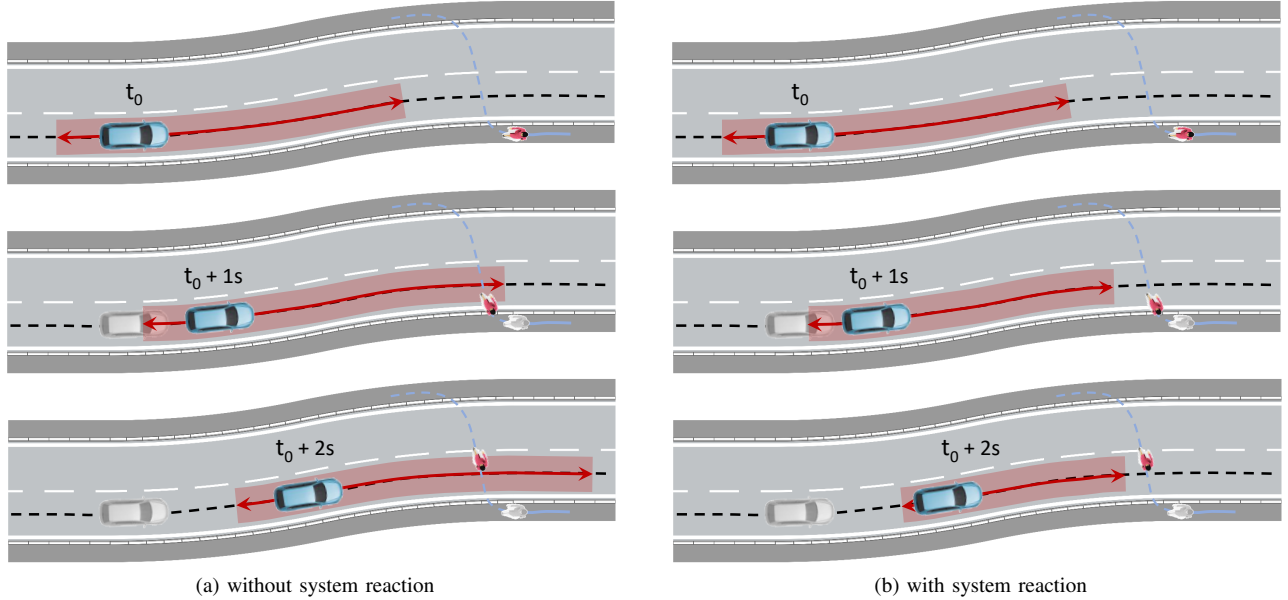 t0
t0
t0 + 1s
t0 + 1s
t0 + 2s
t0 + 2s
(a) without system reaction
(b) with system reaction